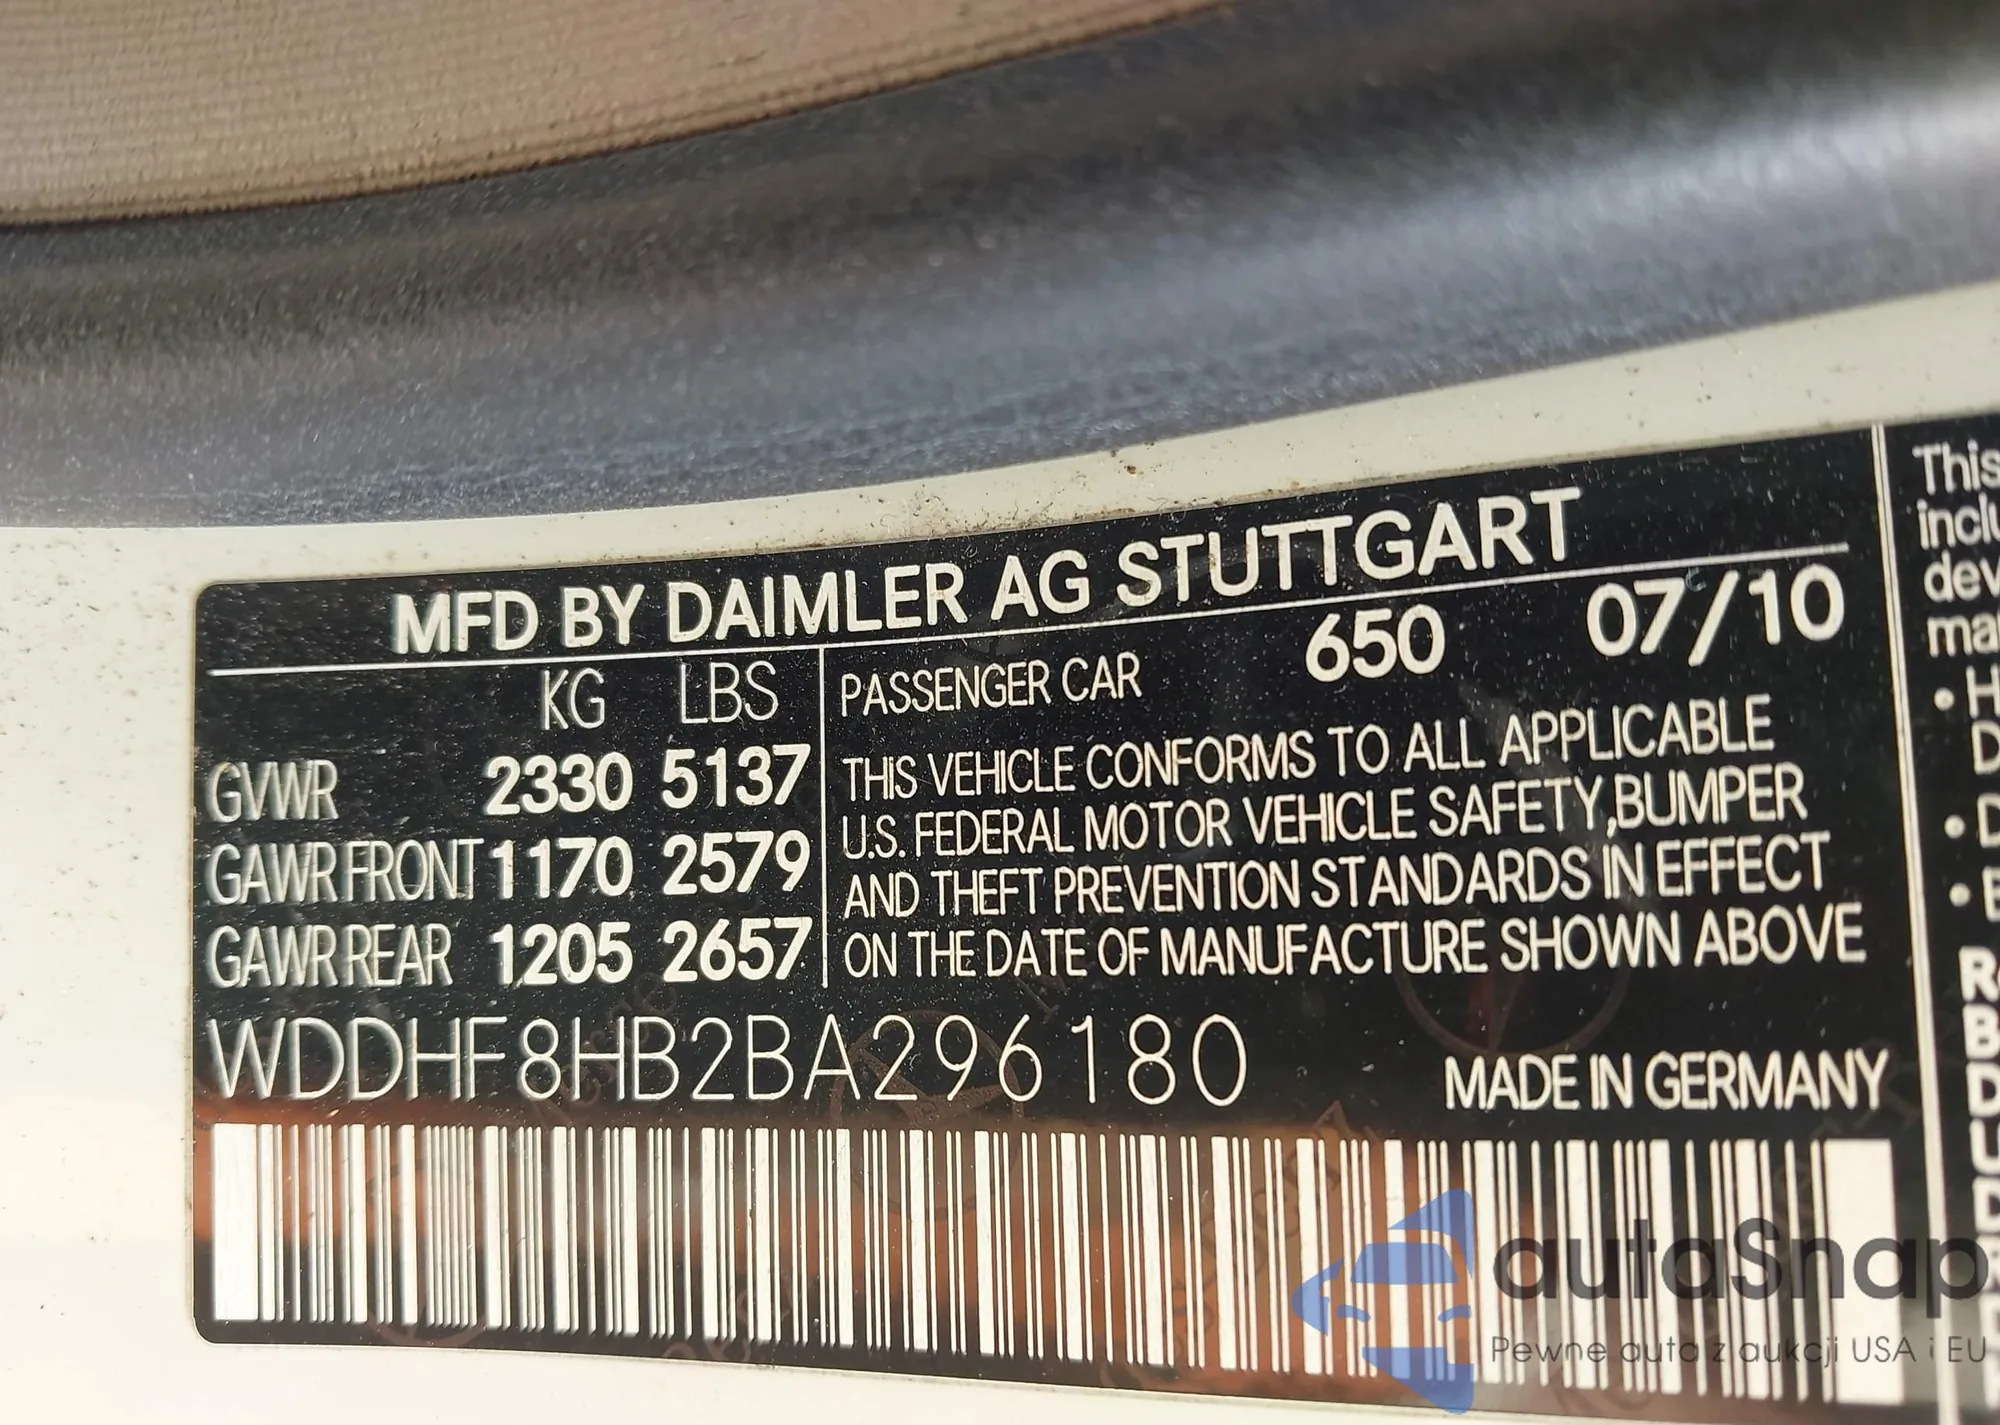 MFD BY DAIMLER AG STUTTGART
KG LBS
GVWR 2330 5137
GAWR FRONT 1170 2579
GAWR REAR 1205 2657
PASSENGER CAR 650 07/10
THIS VEHICLE CONFORMS TO ALL APPLICABLE
U.S. FEDERAL MOTOR VEHICLE SAFETY,BUMPER
AND THEFT PREVENTION STANDARDS IN EFFECT
ON THE DATE OF MANUFACTURE SHOWN ABOVE
WDDHF8HB2BA296180
MADE IN GERMANY
This
autaSnap
Pewne auta z aukcji USA i EU